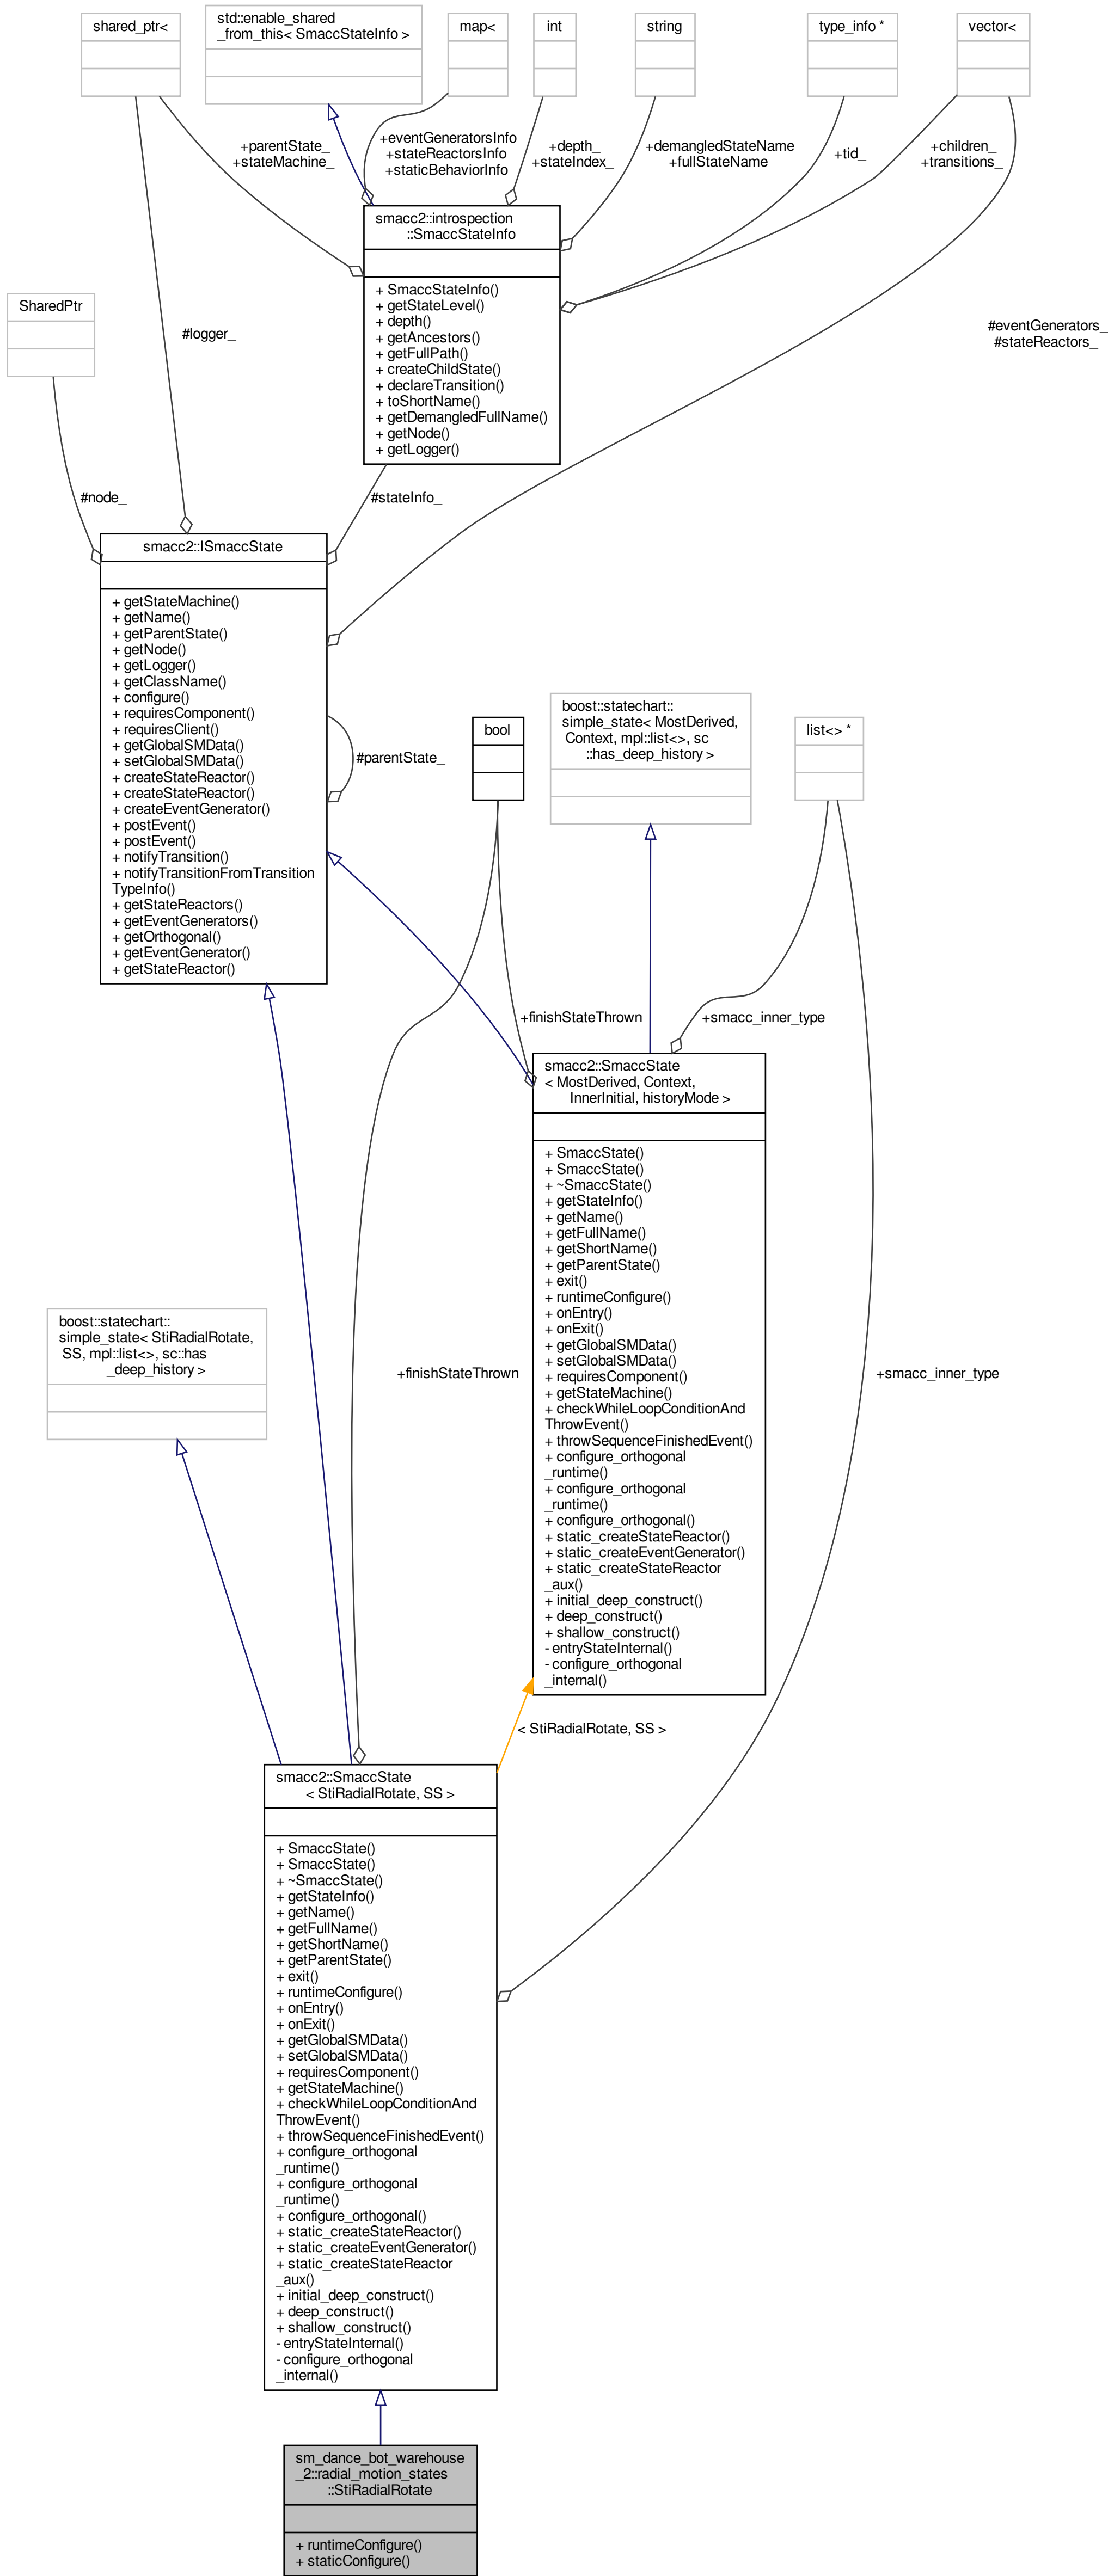 shared_ptr<
std::enable_shared
_from_this< SmaccStateInfo >
map<
int
string
type_info *
vector<
+parentState_
+stateMachine_
+eventGeneratorsInfo
+stateReactorsInfo
+staticBehaviorInfo
+depth_
+stateIndex_
+demangledStateName
+fullStateName
+tid_
+children_
+transitions_
smacc2::introspection
::SmaccStateInfo
+ SmaccStateInfo()
+ getStateLevel()
+ depth()
+ getAncestors()
+ getFullPath()
+ createChildState()
+ declareTransition()
+ toShortName()
+ getDemangledFullName()
+ getNode()
+ getLogger()
SharedPtr
#logger_
#eventGenerators_
#stateReactors_
#node_
#stateInfo_
smacc2::ISmaccState
+ getStateMachine()
+ getName()
+ getParentState()
+ getNode()
+ getLogger()
+ getClassName()
+ configure()
+ requiresComponent()
+ requiresClient()
+ getGlobalSMData()
+ setGlobalSMData()
+ createStateReactor()
+ createStateReactor()
+ createEventGenerator()
+ postEvent()
+ postEvent()
+ notifyTransition()
+ notifyTransitionFromTransition
TypeInfo()
+ getStateReactors()
+ getEventGenerators()
+ getOrthogonal()
+ getEventGenerator()
+ getStateReactor()
#parentState_
bool
boost::statechart::
simple_state< MostDerived,
Context, mpl::list<>, sc
::has_deep_history >
list<> *
+finishStateThrown
+smacc_inner_type
smacc2::SmaccState
< MostDerived, Context,
InnerInitial, historyMode >
+ SmaccState()
+ SmaccState()
+ ~SmaccState()
+ getStateInfo()
+ getName()
+ getFullName()
+ getShortName()
+ getParentState()
+ exit()
+ runtimeConfigure()
+ onEntry()
+ onExit()
+ getGlobalSMData()
+ setGlobalSMData()
+ requiresComponent()
+ getStateMachine()
+ checkWhileLoopConditionAnd
ThrowEvent()
+ throwSequenceFinishedEvent()
+ configure_orthogonal
_runtime()
+ configure_orthogonal
_runtime()
+ configure_orthogonal()
+ static_createStateReactor()
+ static_createEventGenerator()
+ static_createStateReactor
_aux()
+ initial_deep_construct()
+ deep_construct()
+ shallow_construct()
- entryStateInternal()
- configure_orthogonal
_internal()
boost::statechart::
simple_state< StiRadialRotate,
SS, mpl::list<>, sc::has
_deep_history >
+finishStateThrown
+smacc_inner_type
< StiRadialRotate, SS >
smacc2::SmaccState
< StiRadialRotate, SS >
+ SmaccState()
+ SmaccState()
+ ~SmaccState()
+ getStateInfo()
+ getName()
+ getFullName()
+ getShortName()
+ getParentState()
+ exit()
+ runtimeConfigure()
+ onEntry()
+ onExit()
+ getGlobalSMData()
+ setGlobalSMData()
+ requiresComponent()
+ getStateMachine()
+ checkWhileLoopConditionAnd
ThrowEvent()
+ throwSequenceFinishedEvent()
+ configure_orthogonal
_runtime()
+ configure_orthogonal
_runtime()
+ configure_orthogonal()
+ static_createStateReactor()
+ static_createEventGenerator()
+ static_createStateReactor
_aux()
+ initial_deep_construct()
+ deep_construct()
+ shallow_construct()
- entryStateInternal()
- configure_orthogonal
_internal()
sm_dance_bot_warehouse
_2::radial_motion_states
::StiRadialRotate
+ runtimeConfigure()
+ staticConfigure()